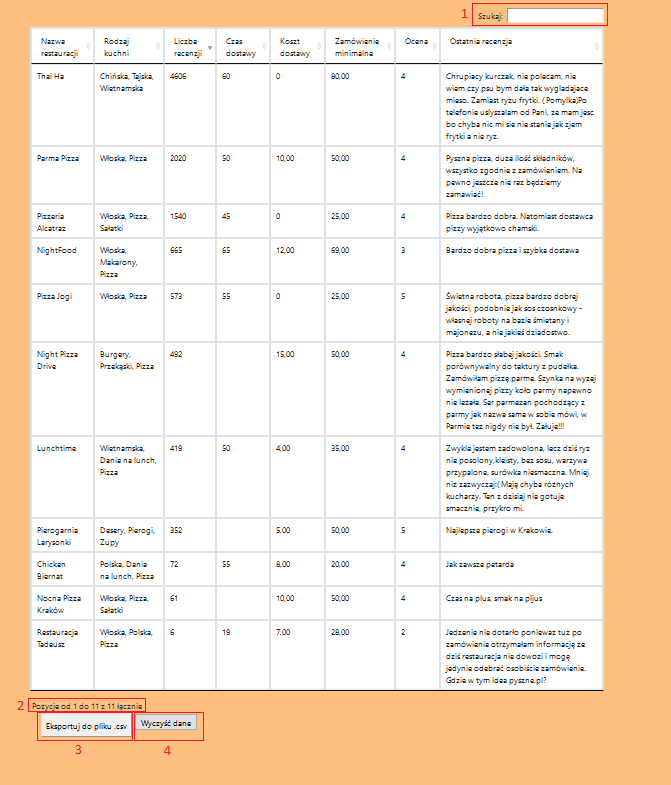 1 Szukaj:
Nazwa restauracji Rodzaj kuchni Liczba recenzji Czas dostawy Koszt dostawy Zamówienie minimalne Ocena Ostatnia recenzja
Thai Ha Chińska, Tajska, Wietnamska 4606 60 0 80,00 4 Chrupiacy kurczak, nie polecam, nie
wiem czy psu bym dała tak wygladajace
mieso. Zamiast ryzu frytki. (Pomylka)Po
telefonie uslyszałam od Pani, ze mam jesc
bo chyba nic mi sie nie stanie jak zjem
frytki a nie ryz.
Parma Pizza Włoska, Pizza 2020 50 10,00 50,00 4 Pyszna pizza, duża ilość składników,
wszystko zgodnie z zamówieniem. Na
pewno jeszcze nie raz będziemy
zamawiać!
Pizzeria Alcatraz Włoska, Pizza, Sałatki 1540 45 0 25,00 4 Pizza bardzo dobra. Natomiast dostawca
pizzy wyjątkowo chamski.
NightFood Włoska, Makarony, Pizza 665 65 12,00 69,00 3 Bardzo dobra pizza i szybka dostawa
Pizza Jogi Włoska, Pizza 573 55 0 25,00 5 Świetna robota, pizza bardzo dobrej
jakości, podobnie jak sos czosnkowy -
własnej roboty na bazie śmietany i
majonezu, a nie jakieś dziadostwo.
Night Pizza Drive Burgery, Przekąski, Pizza 492 15,00 50,00 4 Pizza bardzo słabej jakości. Smak
porównywalny do tektury z pudełka.
Zamówiłam pizzę parme. Szynka na wyżej
wymienionej pizzy koło parmy napewno
nie leżała. Ser parmezan pochodzący z
parmy jak nazwa sama w sobie mówi, w
Parmie tez nigdy nie był. Żałuje!!!
Lunchtime Wietnamska, Dania na lunch, Pizza 419 50 4,00 35,00 4 Zwykle jestem zadowolona, lecz dziś ryż
nie posolony,kleisty, bez sosu, warzywa
przypalone, surówka niesmaczna. Mniej
niż zazwyczaj:( Mają chyba różnych
kucharzy. Ten z dzisiaj nie gotuje
smacznie, przykro mi.
Pierogarnia Larysonki Desery, Pierogi, Zupy 352 5,00 50,00 5 Najlepsze pierogi w Krakowie.
Chicken Biernat Polska, Dania na lunch, Pizza 72 55 8,00 20,00 4 Jak zawsze petarda
Nocna Pizza Kraków Włoska, Pizza, Sałatki 61 10,00 50,00 4 Czas na plus, smak na pljus
Restauracja Tadeusz Włoska, Polska, Pizza 6 19 7,00 28,00 2 Jedzenie nie dotarło ponieważ tuż po
zamówienia otrzymałam informację ze
dziś restauracja nie dowozi i mogę
jedynie odebrać osobiście zamówienie.
Gdzie w tym idea pyszne.pl?
2 Pozycje od 1 do 11 z 11 łącznie
Eksportuj do pliku .csv Wyczyść dane
3 4